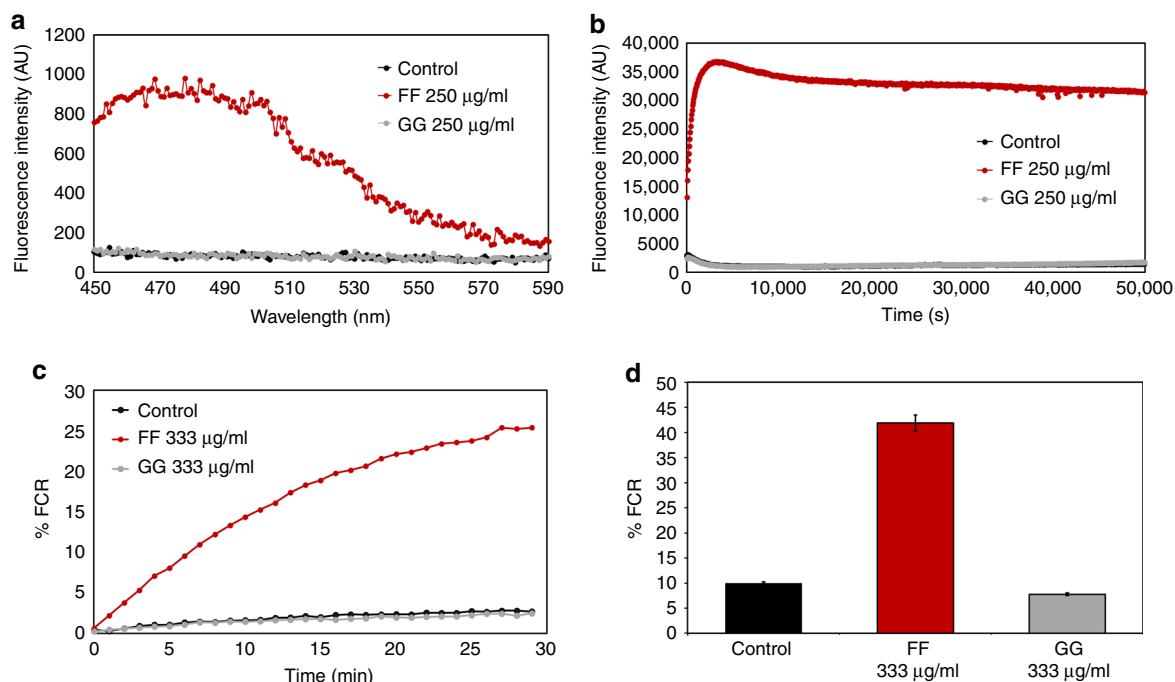 a
1200
1000
800
600
400
200
0
Fluorescence intensity (AU)
Control
FF 250 μg/ml
GG 250 μg/ml
450 470 490 510 530 550 570 590
Wavelength (nm)
b
40,000
35,000
30,000
25,000
20,000
15,000
10,000
5000
0
Fluorescence intensity (AU)
Control
FF 250 μg/ml
GG 250 μg/ml
0 10,000 20,000 30,000 40,000 50,000
Time (s)
c
30
25
20
15
10
5
0
% FCR
Control
FF 333 μg/ml
GG 333 μg/ml
0 5 10 15 20 25 30
Time (min)
d
50
45
40
35
30
25
20
15
10
5
0
% FCR
Control FF GG
333 μg/ml 333 μg/ml